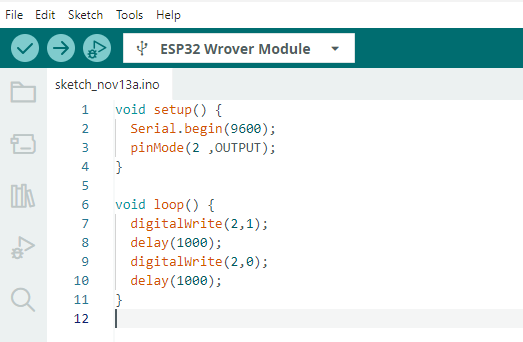 File Edit Sketch Tools Help
ESP32 Wrover Module
sketch_nov13a.ino
1 void setup() {
2 Serial.begin(9600);
3 pinMode(2 ,OUTPUT);
4 }
5
6 void loop() {
7 digitalWrite(2,1);
8 delay(1000);
9 digitalWrite(2,0);
10 delay(1000);
11 }
12